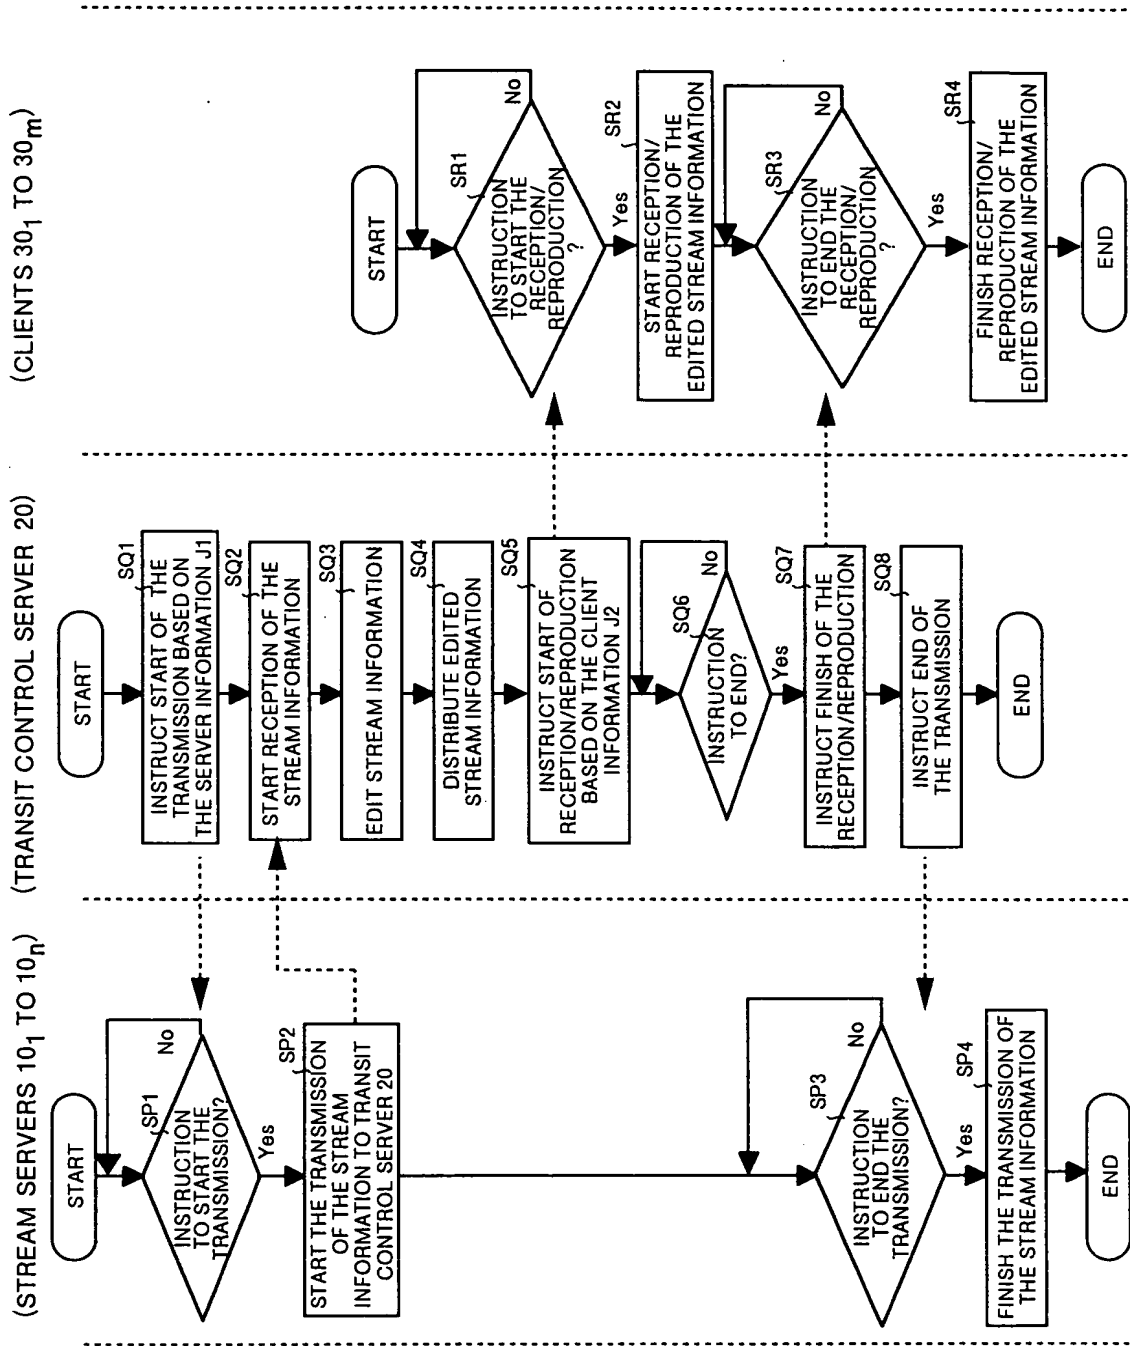 (STREAM SERVERS 10₁ TO 10ₙ)
START
SP1
INSTRUCTION
TO START THE
TRANSMISSION?
No
Yes
SP2
START THE TRANSMISSION
OF THE STREAM
INFORMATION TO TRANSIT
CONTROL SERVER 20
SP3
INSTRUCTION
TO END THE
TRANSMISSION?
No
Yes
SP4
FINISH THE TRANSMISSION OF
THE STREAM INFORMATION
END
(TRANSIT CONTROL SERVER 20)
START
SQ1
INSTRUCT START OF THE
TRANSMISSION BASED ON
THE SERVER INFORMATION J1
SQ2
START RECEPTION OF THE
STREAM INFORMATION
SQ3
EDIT STREAM INFORMATION
SQ4
DISTRIBUTE EDITED
STREAM INFORMATION
SQ5
INSTRUCT START OF
RECEPTION/REPRODUCTION
BASED ON THE CLIENT
INFORMATION J2
SQ6
INSTRUCTION
TO END?
No
Yes
SQ7
INSTRUCT FINISH OF THE
RECEPTION/REPRODUCTION
SQ8
INSTRUCT END OF
THE TRANSMISSION
END
(CLIENTS 30₁ TO 30ₘ)
START
SR1
INSTRUCTION
TO START THE
RECEPTION/
REPRODUCTION
?
No
Yes
SR2
START RECEPTION/
REPRODUCTION OF THE
EDITED STREAM INFORMATION
SR3
INSTRUCTION
TO END THE
RECEPTION/
REPRODUCTION
?
No
Yes
SR4
FINISH RECEPTION/
REPRODUCTION OF THE
EDITED STREAM INFORMATION
END